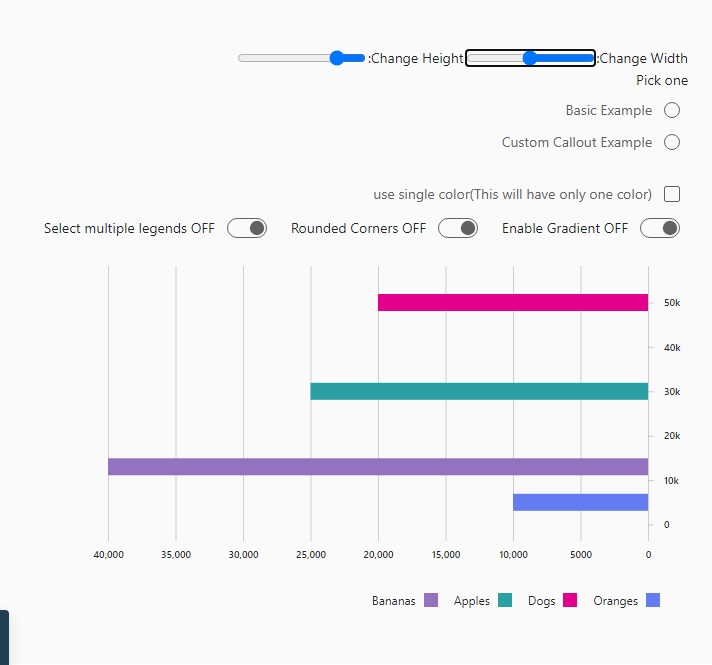 :Change Height :Change Width
Pick one
Basic Example
Custom Callout Example
use single color(This will have only one color)
Select multiple legends OFF Rounded Corners OFF Enable Gradient OFF
50k
40k
30k
20k
10k
0
40,000 35,000 30,000 25,000 20,000 15,000 10,000 5000 0
Bananas Apples Dogs Oranges